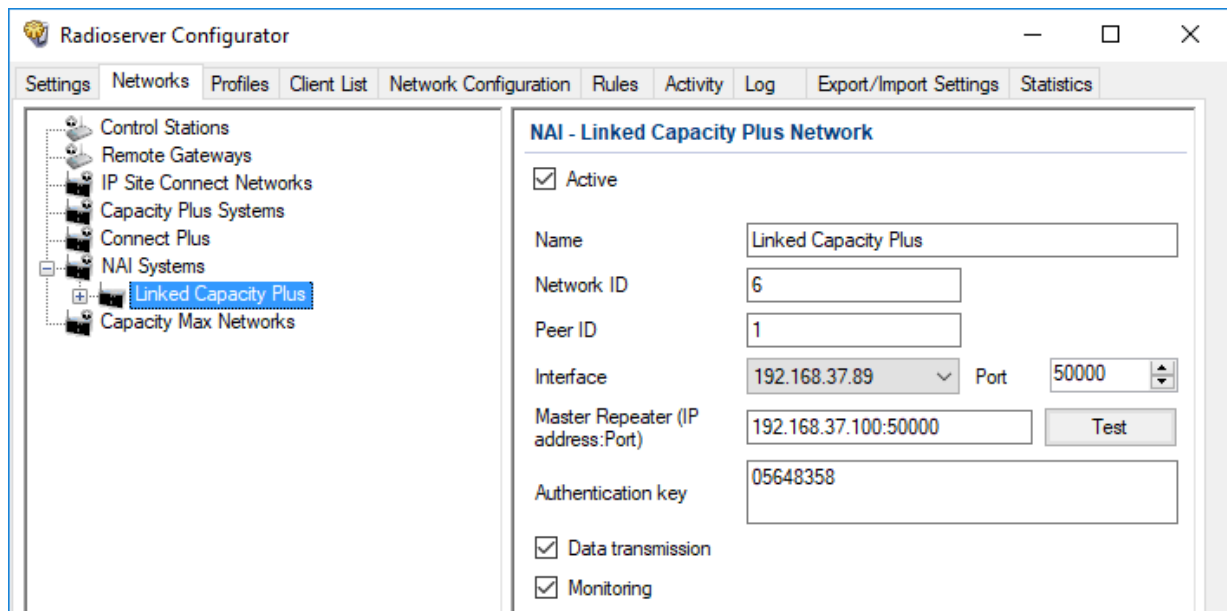 Radioserver Configurator
Settings Networks Profiles Client List Network Configuration Rules Activity Log Export/Import Settings Statistics
Control Stations
Remote Gateways
IP Site Connect Networks
Capacity Plus Systems
Connect Plus
NAI Systems
Linked Capacity Plus
Capacity Max Networks
NAI - Linked Capacity Plus Network
Active
Name Linked Capacity Plus
Network ID 6
Peer ID 1
Interface 192.168.37.89 Port 50000
Master Repeater (IP
address:Port) 192.168.37.100:50000 Test
Authentication key 05648358
Data transmission
Monitoring